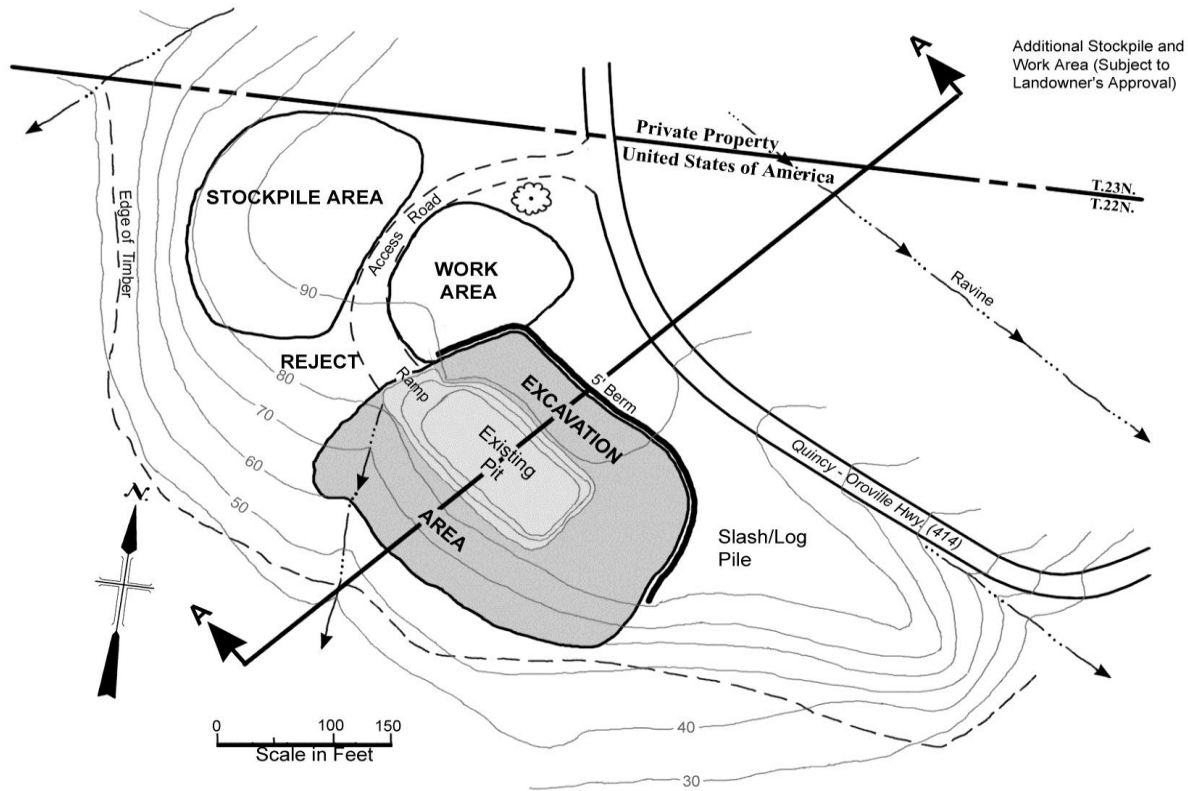 A
Additional Stockpile and
Work Area (Subject to
Landowner's Approval)
Private Property
United States of America
T.23N.
T.22N.
Edge of Timber
STOCKPILE AREA
Access Road
WORK
AREA
Ravine
90
REJECT
80
70
60
50
Ramp
5' Berm
EXCAVATION
Existing
Pit
AREA
Quincy - Oroville Hwy. (414)
Slash/Log
Pile
N
A
0 100 150
Scale in Feet
40
30